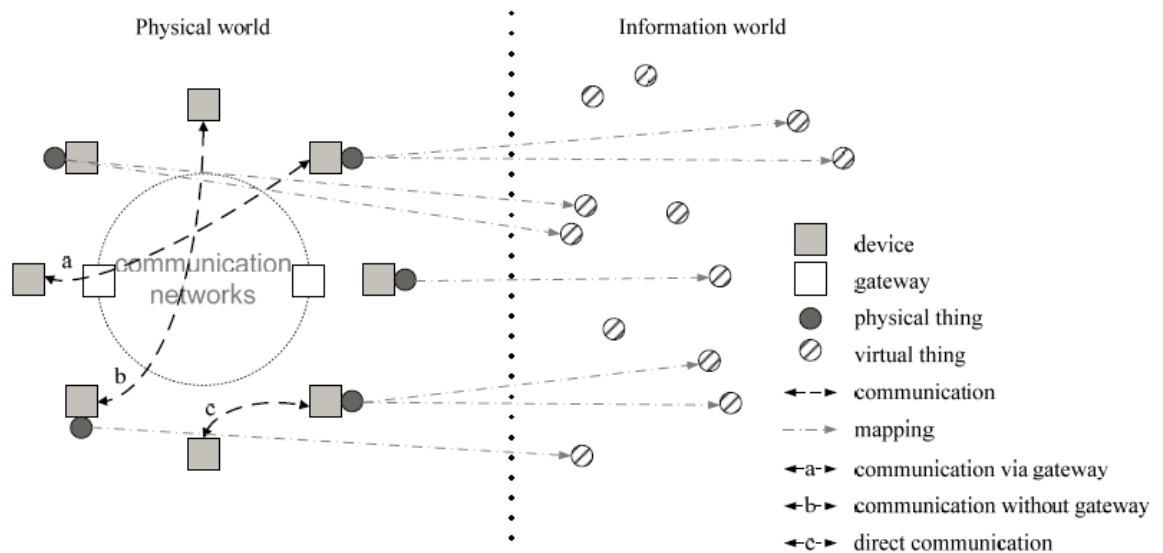 Physical world
Information world
a
communication
networks
b
c
device
gateway
physical thing
virtual thing
communication
mapping
a communication via gateway
b communication without gateway
c direct communication